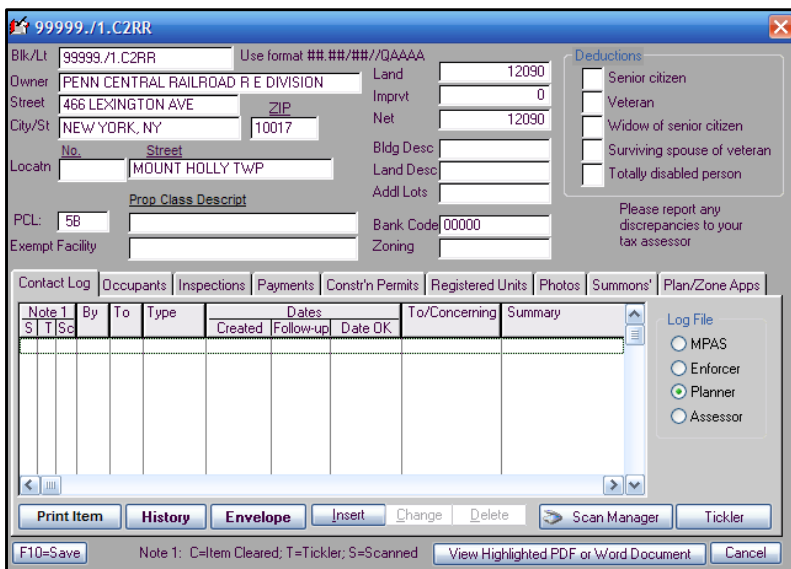 99999./1.C2RR
Blk/Lt 99999./1.C2RR Use format ##.##/##//QAAAA
Owner PENN CENTRAL RAILROAD R E DIVISION
Street 466 LEXINGTON AVE ZIP
City/St NEW YORK, NY 10017
No. Street
Locatn MOUNT HOLLY TWP
Prop Class Descript
PCL: 5B
Exempt Facility
Land 12090
Imprvt 0
Net 12090
Bldg Desc
Land Desc
Addl Lots
Bank Code 00000
Zoning
Deductions
Senior citizen
Veteran
Widow of senior citizen
Surviving spouse of veteran
Totally disabled person
Please report any
discrepancies to your
tax assessor
Contact Log Occupants Inspections Payments Constr'n Permits Registered Units Photos Summons' Plan/Zone Apps
Note 1 By To Type Dates To/Concerning Summary
S T Sc Created Follow-up Date OK
Log File
MPAS
Enforcer
Planner
Assessor
Print Item History Envelope Insert Change Delete Scan Manager Tickler
F10=Save Note 1: C=Item Cleared; T=Tickler; S=Scanned View Highlighted PDF or Word Document Cancel